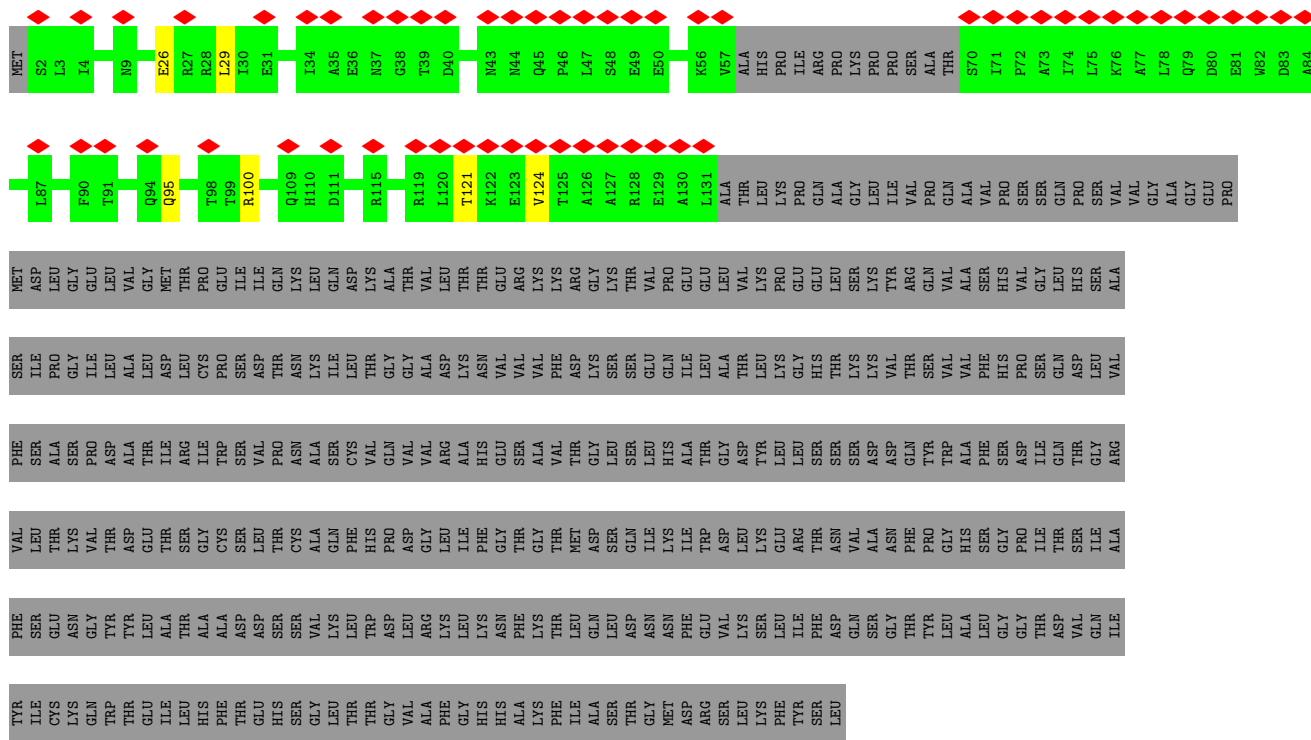 MET S2 L3 I4 N9 E26 R27 R28 L29 I30 E31 I34 A35 E36 N37 G38 T39 D40 N43 N44 Q45 P46 L47 S48 E49 E50 K56 V57 ALA HIS PRO ILE ARG PRO LYS PRO PRO SER ALA THR S70 I71 P72 A73 I74 L75 K76 A77 L78 Q79 D80 E81 W82 D83 A84
L87 F90 T91 Q94 Q95 T98 T99 R100 Q109 H110 D111 R115 R119 L120 T121 K122 E123 V124 T125 A126 A127 R128 E129 A130 L131 ALA THR LEU LYS PRO GLN ALA GLY LEU ILE VAL PRO GLN ALA VAL PRO SER SER GLN PRO SER VAL VAL GLY ALA GLY GLU PRO
MET ASP LEU GLY GLU LEU VAL GLY MET THR PRO GLU ILE ILE GLN LYS LEU GLN ASP LYS ALA THR VAL LEU THR THR GLU ARG LYS LYS ARG GLY LYS THR VAL PRO GLU GLU LEU VAL LYS PRO GLU GLU LEU SER LYS TYR ARG GLN VAL ALA SER HIS VAL GLY LEU HIS SER ALA
SER ILE PRO GLY ILE LEU ALA LEU ASP LEU CYS PRO SER ASP THR ASN LYS ILE LEU THR GLY GLY ALA ASP LYS ASN VAL VAL VAL PHE ASP LYS SER SER GLU GLN ILE LEU ALA THR LEU LYS GLY HIS THR LYS LYS VAL THR SER VAL VAL PHE HIS PRO SER GLN ASP LEU VAL
PHE SER ALA SER PRO ASP ALA THR ILE ARG ILE TRP SER VAL PRO ASN ALA SER CYS VAL GLN VAL VAL ARG ALA HIS GLU SER ALA VAL THR GLY LEU SER LEU HIS ALA THR GLY ASP TYR LEU LEU SER SER SER ASP ASP GLN TYR TRP ALA PHE SER ASP ILE GLN THR GLY ARG
VAL LEU THR LYS VAL THR ASP GLU THR SER GLY CYS SER LEU THR CYS ALA GLN PHE HIS PRO ASP GLY LEU ILE PHE GLY THR GLY THR MET ASP SER GLN ILE LYS ILE TRP ASP LEU LYS GLU ARG THR ASN VAL ALA ASN PHE PRO GLY HIS SER GLY PRO ILE THR SER ILE ALA
PHE SER GLU ASN GLY TYR TYR LEU ALA THR ALA ALA ASP ASP SER SER VAL LYS LEU TRP ASP LEU ARG LYS LEU LYS ASN PHE LYS THR LEU GLN LEU ASP ASN ASN PHE GLU VAL LYS SER LEU ILE PHE ASP GLN SER GLY THR TYR LEU ALA LEU GLY GLY THR ASP VAL GLN ILE
TYR ILE CYS LYS GLN TRP THR GLU ILE LEU HIS PHE THR GLU HIS SER GLY LEU THR THR GLY VAL ALA PHE GLY HIS HIS ALA LYS PHE ILE ALA SER THR GLY MET ASP ARG SER LEU LYS PHE TYR SER LEU